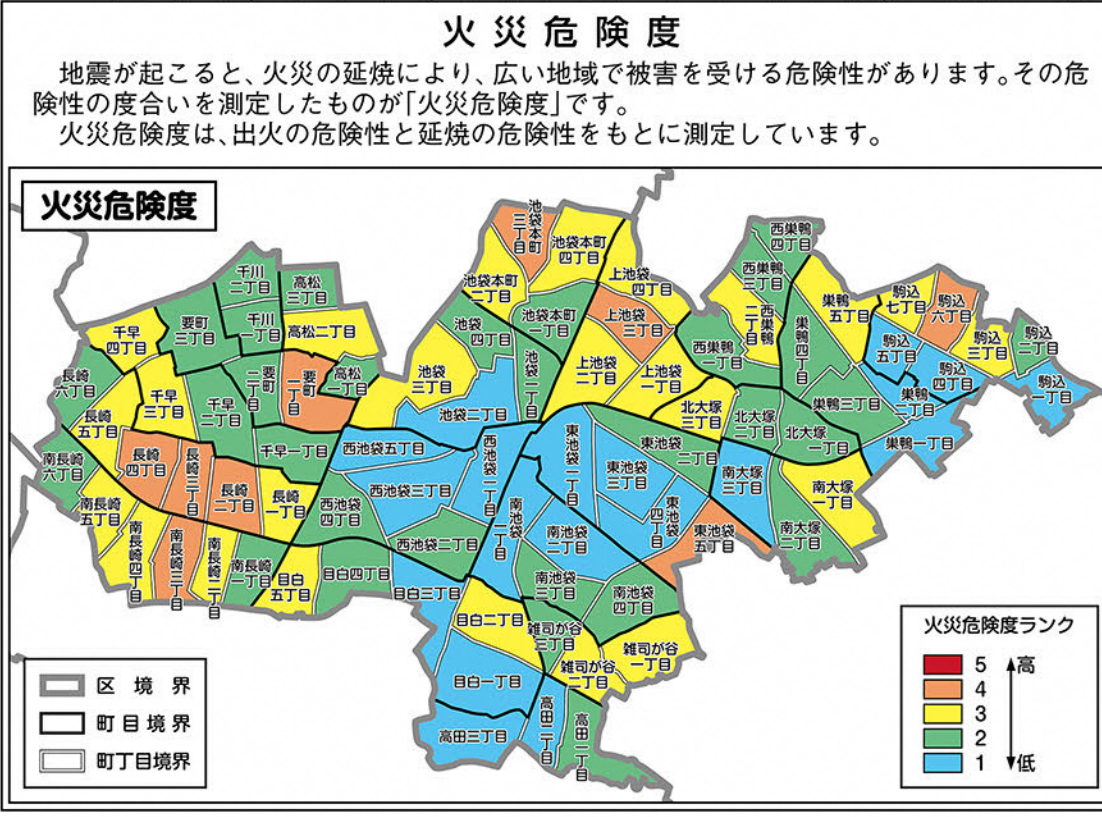 火災危険度
地震が起こると、火災の延焼により、広い地域で被害を受ける危険性があります。その危
険性の度合いを測定したものが「火災危険度」です。
火災危険度は、出火の危険性と延焼の危険性をもとに測定しています。
火災危険度
池袋本町三丁目
池袋本町四丁目
池袋本町二丁目
上池袋四丁目
西巣鴨四丁目
西巣鴨三丁目
西巣鴨二丁目
巣鴨五丁目
駒込七丁目
駒込六丁目
駒込三丁目
駒込二丁目
千川二丁目
高松三丁目
千川一丁目
高松二丁目
要町三丁目
千早四丁目
池袋四丁目
池袋本町一丁目
上池袋三丁目
西巣鴨一丁目
巣鴨四丁目
駒込五丁目
駒込四丁目
駒込一丁目
長崎六丁目
千早三丁目
千早二丁目
要町二丁目
要町一丁目
高松一丁目
池袋三丁目
池袋一丁目
上池袋二丁目
上池袋一丁目
北大塚三丁目
北大塚二丁目
巣鴨三丁目
巣鴨二丁目
長崎五丁目
池袋二丁目
北大塚一丁目
巣鴨一丁目
南長崎六丁目
長崎四丁目
長崎三丁目
長崎二丁目
千早一丁目
西池袋五丁目
西池袋一丁目
東池袋一丁目
東池袋二丁目
東池袋三丁目
南大塚三丁目
南大塚一丁目
南長崎五丁目
長崎一丁目
西池袋四丁目
西池袋三丁目
南池袋一丁目
南池袋二丁目
東池袋四丁目
東池袋五丁目
南大塚二丁目
南長崎四丁目
南長崎三丁目
南長崎二丁目
南長崎一丁目
西池袋二丁目
目白五丁目
目白四丁目
目白三丁目
南池袋三丁目
南池袋四丁目
目白二丁目
雑司が谷三丁目
雑司が谷二丁目
雑司が谷一丁目
目白一丁目
高田三丁目
高田二丁目
高田一丁目
区境界
町目境界
町丁目境界
火災危険度ランク
5 高
4
3
2
1 低